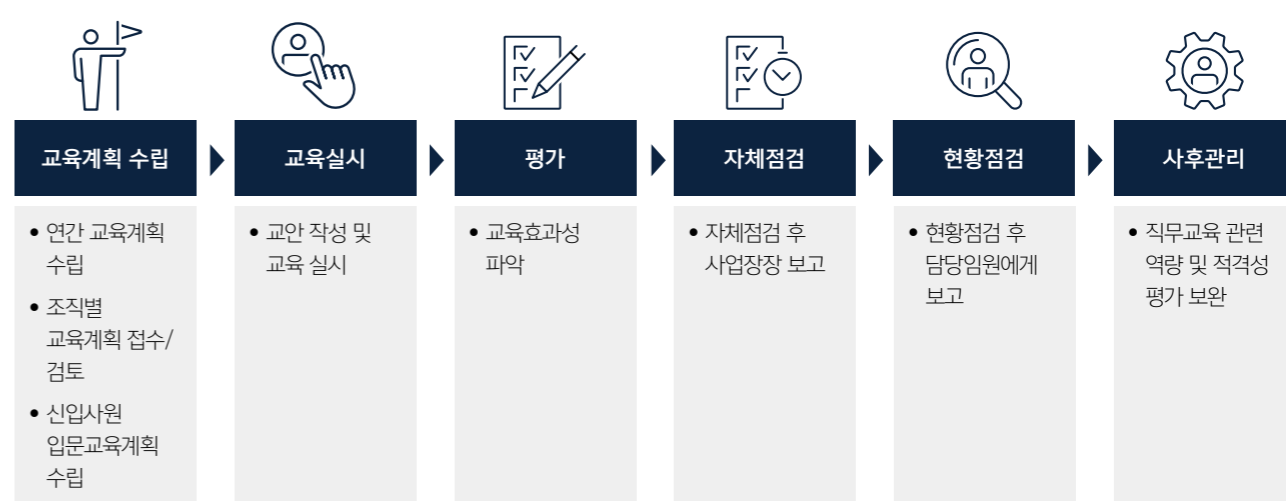 교육계획 수립
• 연간 교육계획
수립
• 조직별
교육계획 접수/
검토
• 신입사원
입문교육계획
수립
교육실시
• 교안 작성 및
교육 실시
평가
• 교육효과성
파악
자체점검
• 자체점검 후
사업장장 보고
현황점검
• 현황점검 후
담당임원에게
보고
사후관리
• 직무교육 관련
역량 및 적격성
평가 보완